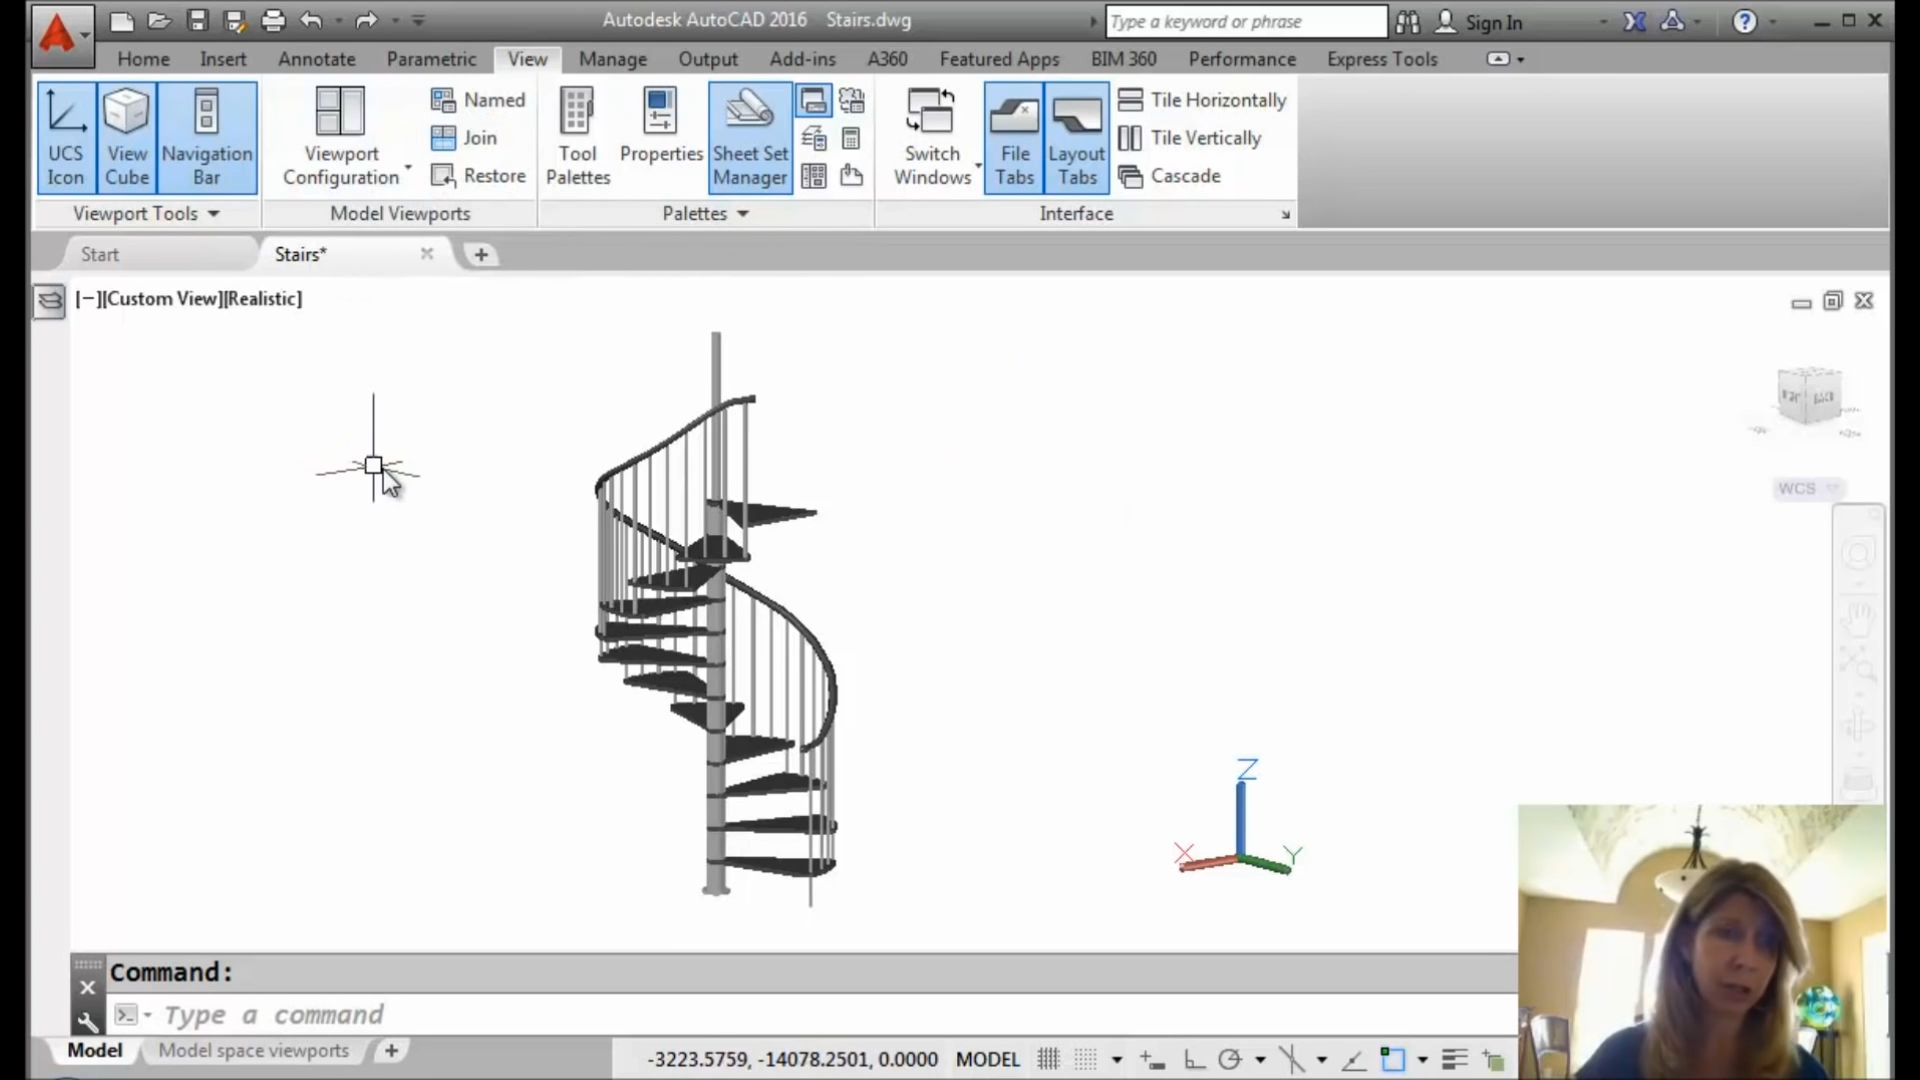 Autodesk AutoCAD 2016 Stairs.dwg
Type a keyword or phrase
Sign In
Home Insert Annotate Parametric View Manage Output Add-ins A360 Featured Apps BIM 360 Performance Express Tools
UCS Icon
View Cube
Navigation Bar
Viewport Tools
Viewport Configuration
Named
Join
Restore
Model Viewports
Tool Palettes
Properties
Sheet Set Manager
Palettes
Switch Windows
File Tabs
Layout Tabs
Tile Horizontally
Tile Vertically
Cascade
Interface
Start
Stairs*
[−][Custom View][Realistic]
BACK
WCS
Z
X
Y
Command:
Type a command
Model
Model space viewports
-3223.5759, -14078.2501, 0.0000 MODEL